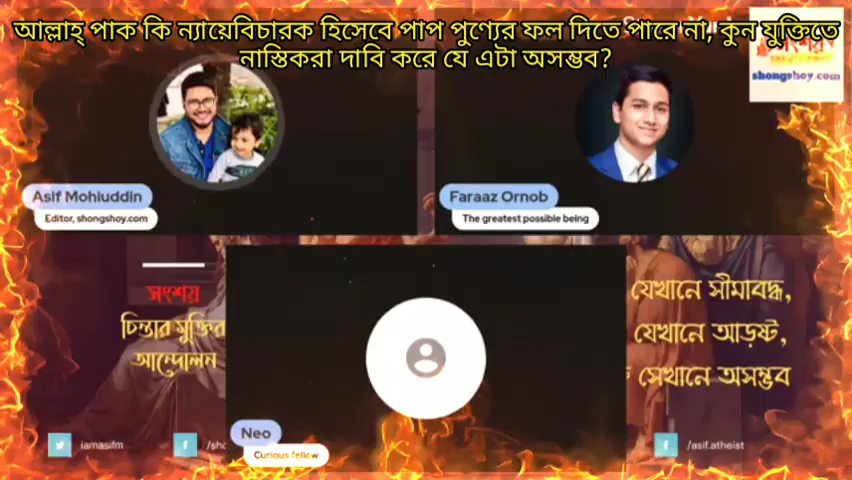 আল্লাহ্ পাক কি ন্যায়েবিচারক হিসেবে পাপ পুণ্যের ফল দিতে পারে না, কুন যুক্তিতে
নাস্তিকরা দাবি করে যে এটা অসম্ভব?
সংশয়
shongshoy.com
Asif Mohiuddin
Editor, shongshoy.com
Faraaz Ornob
The greatest possible being
সংশয়
চিন্তার মুক্তির
আন্দোলন
যেখানে সীমাবদ্ধ,
যেখানে আড়ষ্ট,
সেখানে অসম্ভব
Neo
Curious fellow
iamasifm
/asif.atheist